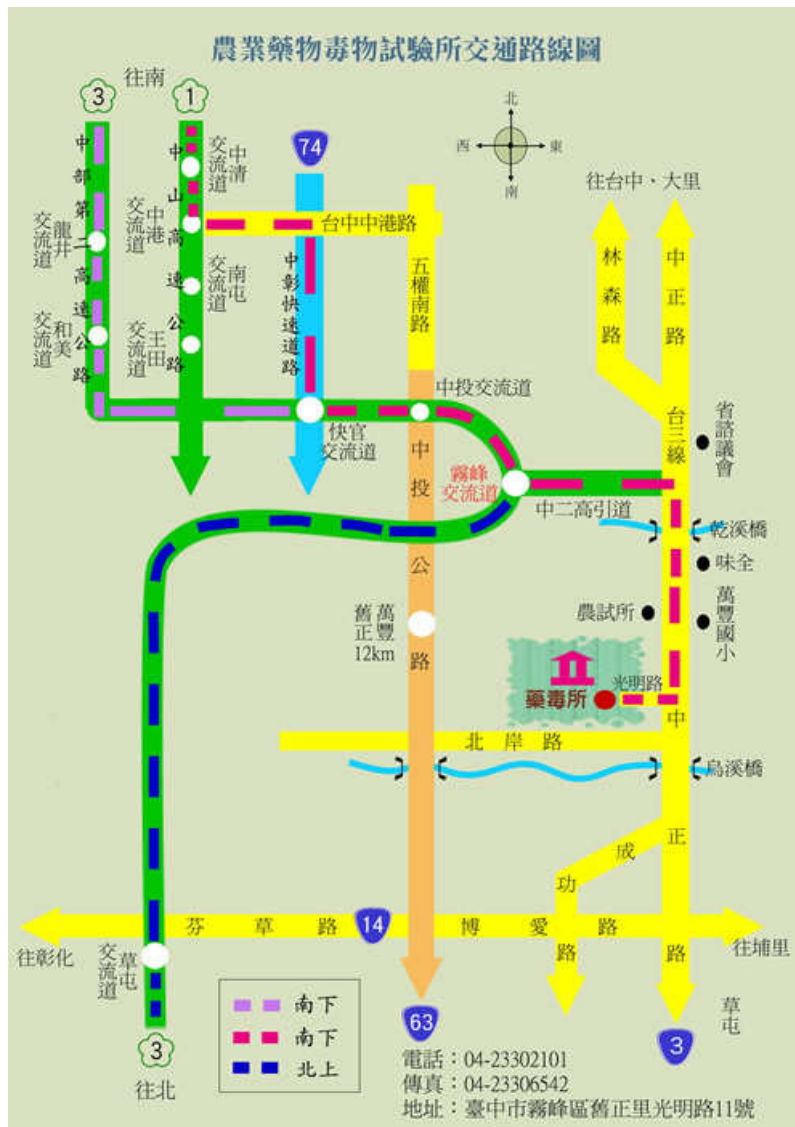 農業藥物毒物試驗所交通路線圖
往南
3
1
74
北
西
東
南
往台中、大里
中部第二高速公路
中山高速公路
中清交流道
中港交流道
龍井交流道
南屯交流道
和美交流道
王田交流道
台中中港路
中彰快速道路
五權南路
林森路
中正路
台三線
省諮議會
中投交流道
快官交流道
霧峰交流道
中二高引道
乾溪橋
味全
農試所
萬豐國小
中投公路
萬豐
舊正
12km
光明路
藥毒所
北岸路
烏溪橋
中正路
成功路
芬草路
14
博愛路
往彰化
往埔里
草屯交流道
草屯
南下
南下
北上
63
3
3
往北
電話：04-23302101
傳真：04-23306542
地址：臺中市霧峰區舊正里光明路11號